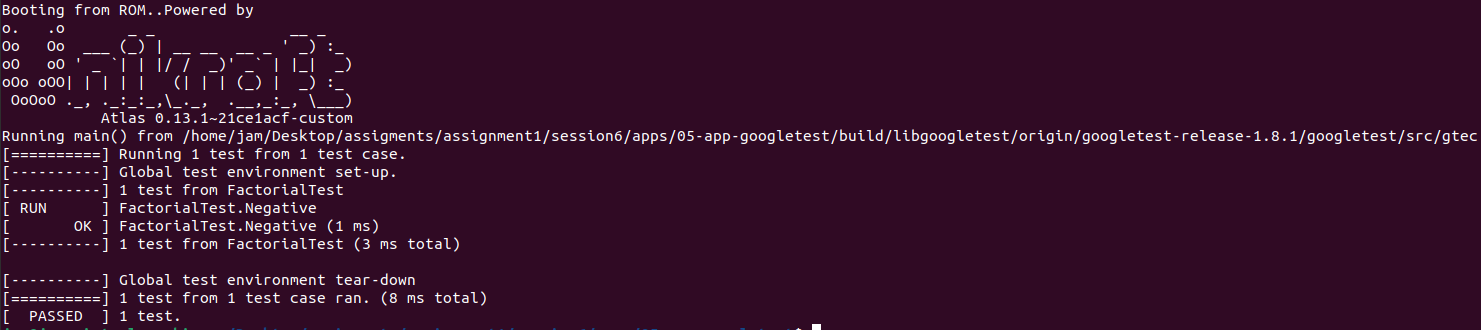 Booting from ROM..Powered by
o.   .o       _ _               __ _
Oo   Oo  ___ (_) | __ __  __ _ ' _) :_
oO   oO ' _ `| | |/ /  _)' _` | |_|  _)
oOo oOO| | | | |   (| | | (_) |  _) :_
 OoOoO ._, ._:_:_,\_._,  .__,_:_, \___)
           Atlas 0.13.1~21ce1acf-custom
Running main() from /home/jam/Desktop/assigments/assignment1/session6/apps/05-app-googletest/build/libgoogletest/origin/googletest-release-1.8.1/googletest/src/gtec
[==========] Running 1 test from 1 test case.
[----------] Global test environment set-up.
[----------] 1 test from FactorialTest
[ RUN      ] FactorialTest.Negative
[       OK ] FactorialTest.Negative (1 ms)
[----------] 1 test from FactorialTest (3 ms total)
[----------] Global test environment tear-down
[==========] 1 test from 1 test case ran. (8 ms total)
[  PASSED  ] 1 test.